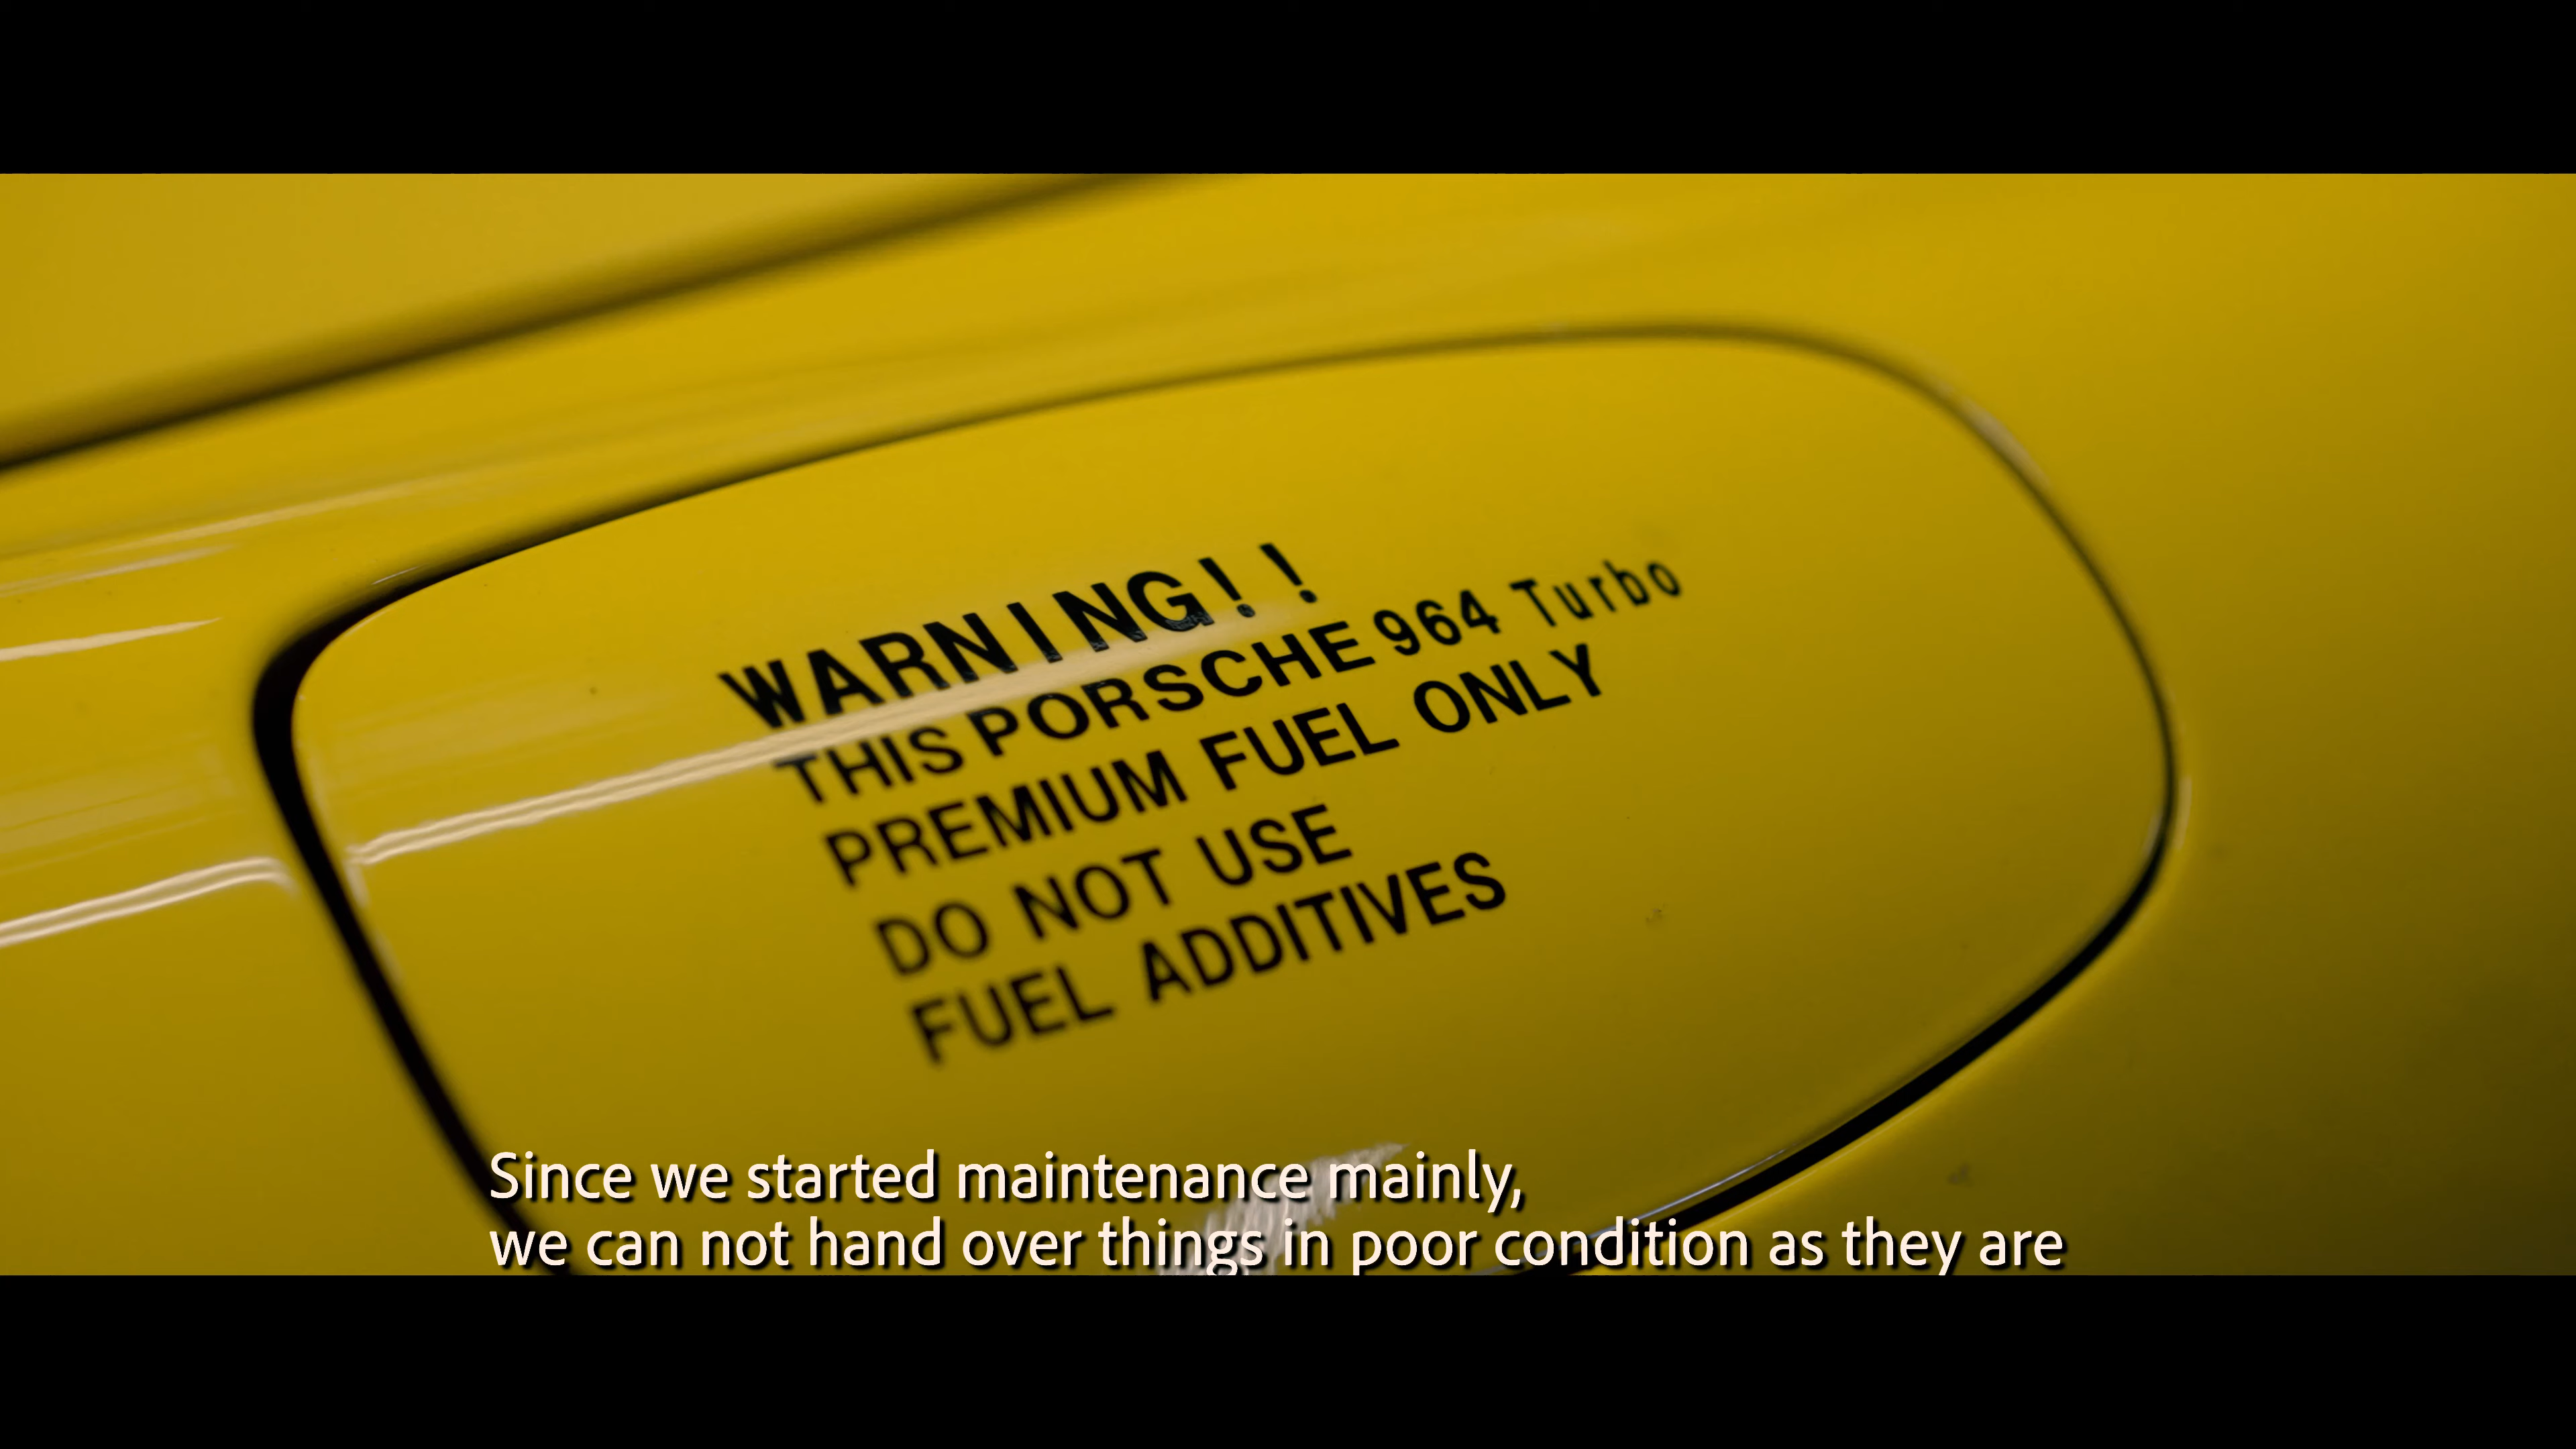 WARNING!!
THIS PORSCHE 964 Turbo
PREMIUM FUEL ONLY
DO NOT USE
FUEL ADDITIVES
Since we started maintenance mainly,
we can not hand over things in poor condition as they are